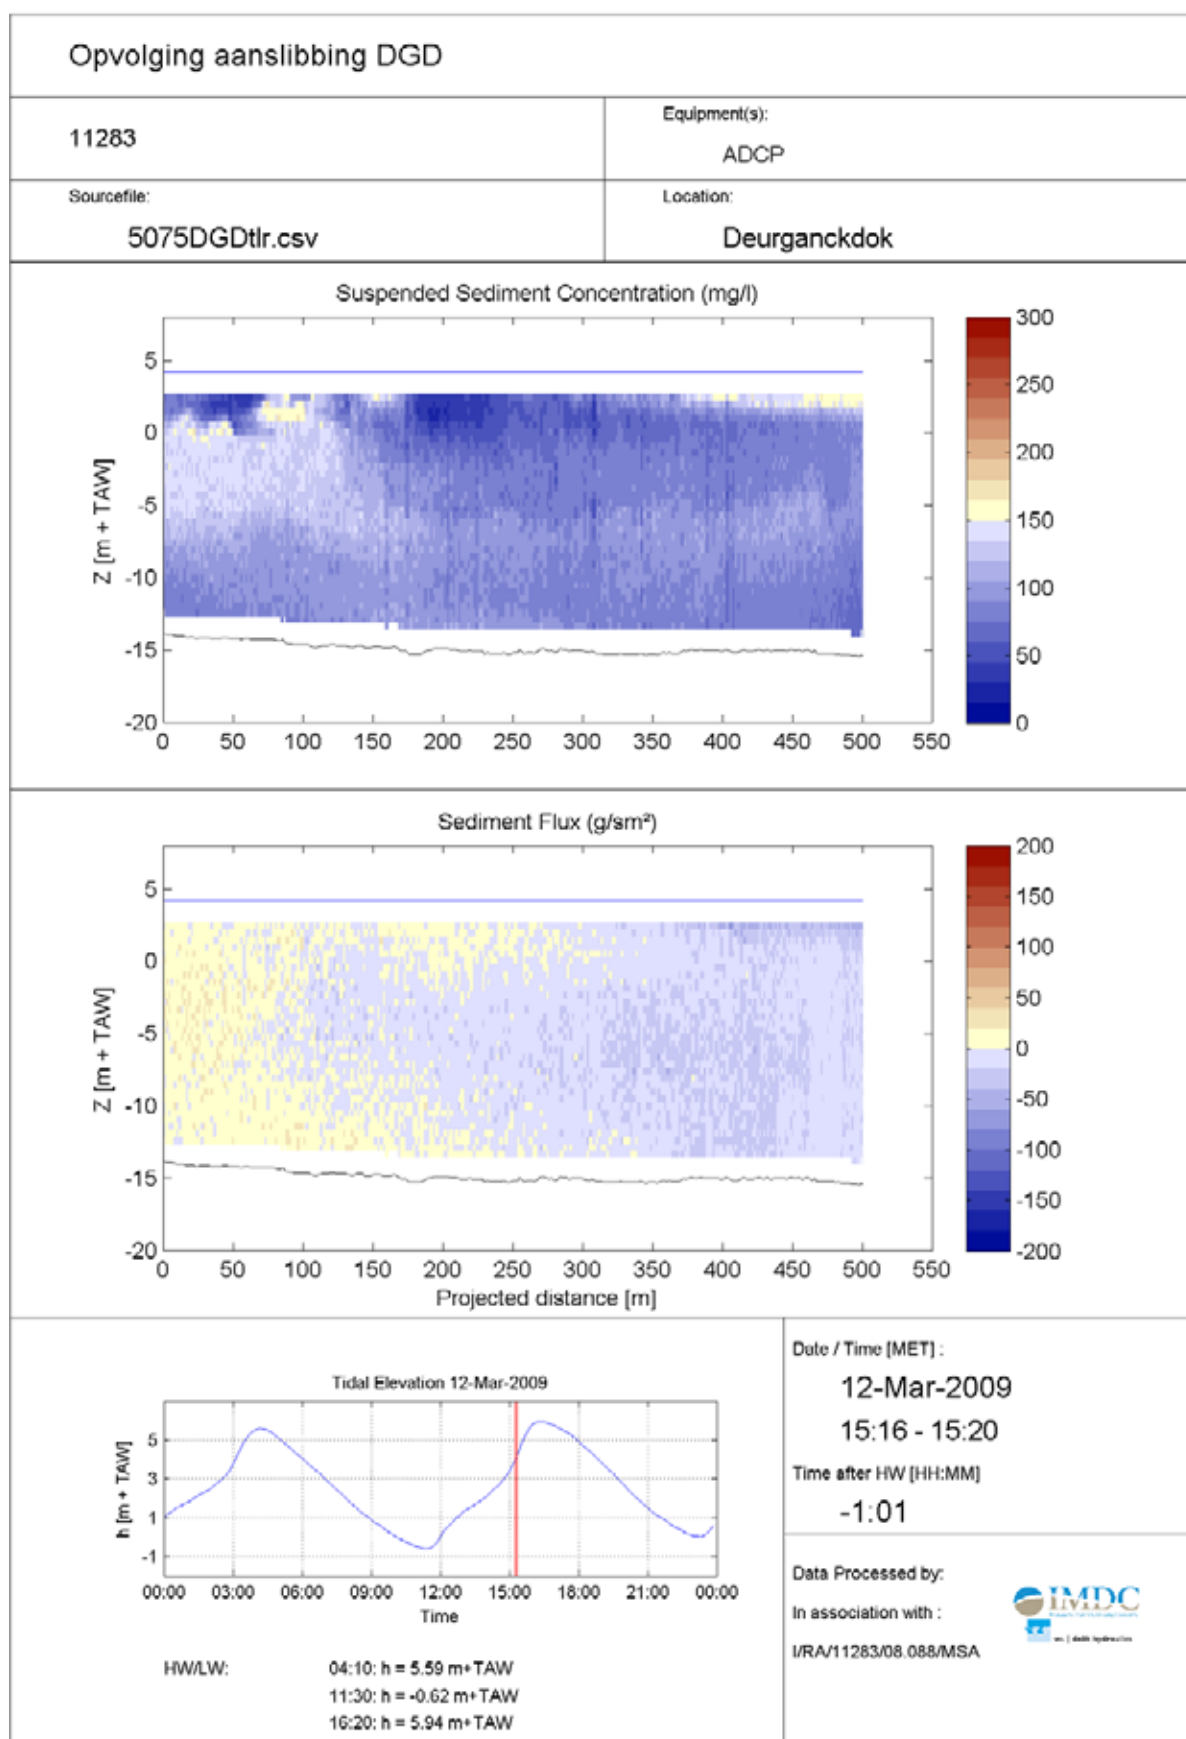 Opvolging aanslibbing DGD
11283
Equipment(s):
ADCP
Sourcefile:
5075DGDtlr.csv
Location:
Deurganckdok
Suspended Sediment Concentration (mg/l)
5
0
-5
-10
-15
-20
Z [m + TAW]
0 50 100 150 200 250 300 350 400 450 500 550
300
250
200
150
100
50
0
Sediment Flux (g/sm²)
5
0
-5
-10
-15
-20
Z [m + TAW]
0 50 100 150 200 250 300 350 400 450 500 550
Projected distance [m]
200
150
100
50
0
-50
-100
-150
-200
Tidal Elevation 12-Mar-2009
5
3
1
-1
h [m + TAW]
00:00 03:00 06:00 09:00 12:00 15:00 18:00 21:00 00:00
Time
HW/LW:
04:10: h = 5.59 m+TAW
11:30: h = -0.62 m+TAW
16:20: h = 5.94 m+TAW
Date / Time [MET] :
12-Mar-2009
15:16 - 15:20
Time after HW [HH:MM]
-1:01
Data Processed by:
In association with :
I/RA/11283/08.088/MSA
IMDC
wl | delft hydraulics